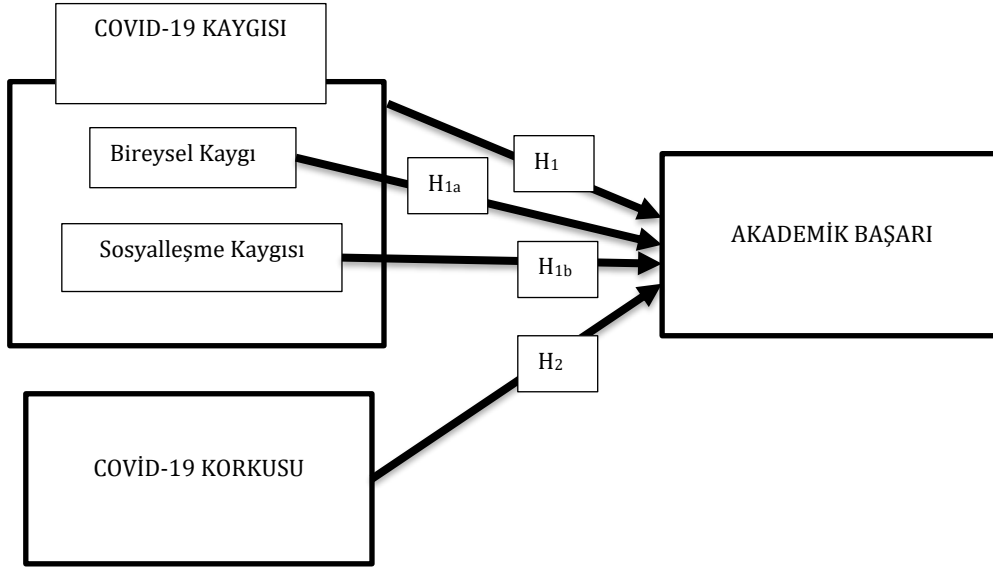 COVID-19 KAYGISI
Bireysel Kaygı
Sosyalleşme Kaygısı
H1
H1a
H1b
H2
AKADEMİK BAŞARI
COVİD-19 KORKUSU